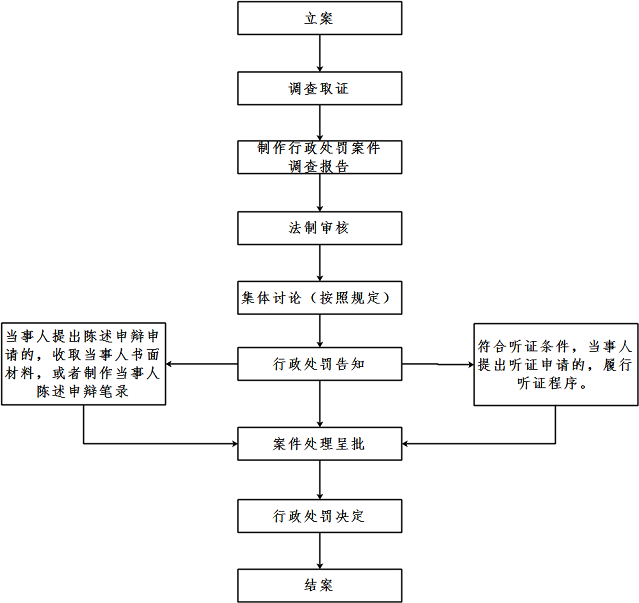 立案
调查取证
制作行政处罚案件
调查报告
法制审核
集体讨论（按照规定）
当事人提出陈述申辩申
请的，收取当事人书面
材料，或者制作当事人
陈述申辩笔录
行政处罚告知
符合听证条件，当事人
提出听证申请的，履行
听证程序。
案件处理呈批
行政处罚决定
结案